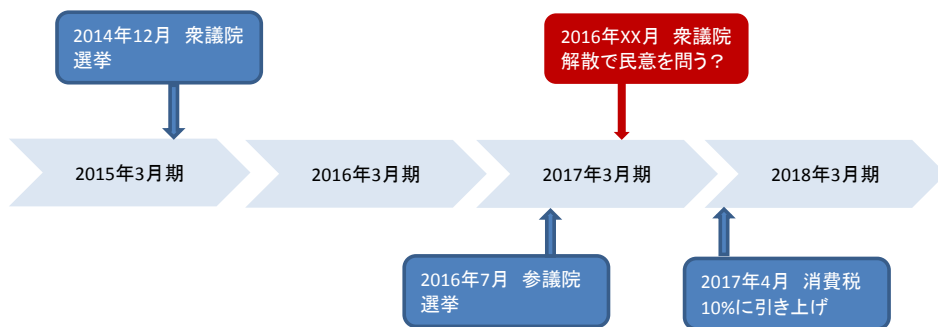 2014年12月　衆議院
選挙
2016年XX月　衆議院
解散で民意を問う？
2015年3月期
2016年3月期
2017年3月期
2018年3月期
2016年7月　参議院
選挙
2017年4月　消費税
10%に引き上げ